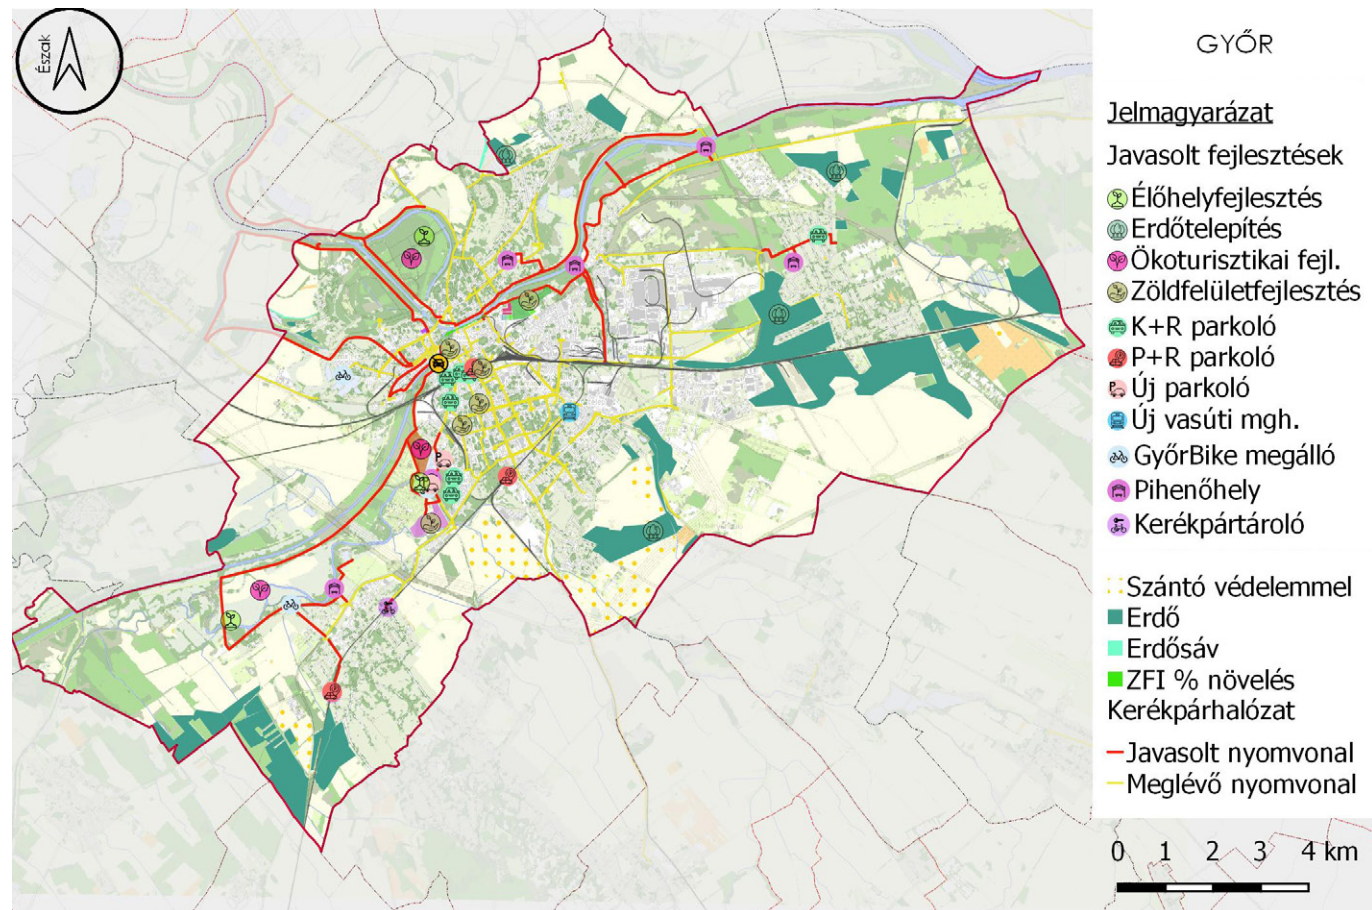 Észak
GYŐR
Jelmagyarázat
Javasolt fejlesztések
Élőhelyfejlesztés
Erdőtelepítés
Ökoturisztikai fejl.
Zöldfelületfejlesztés
K+R parkoló
P+R parkoló
Új parkoló
Új vasúti mgh.
GyőrBike megálló
Pihenőhely
Kerékpártároló
Szántó védelemmel
Erdő
Erdősáv
ZFI % növelés
Kerékpárhalózat
Javasolt nyomvonal
Meglévő nyomvonal
0 1 2 3 4 km